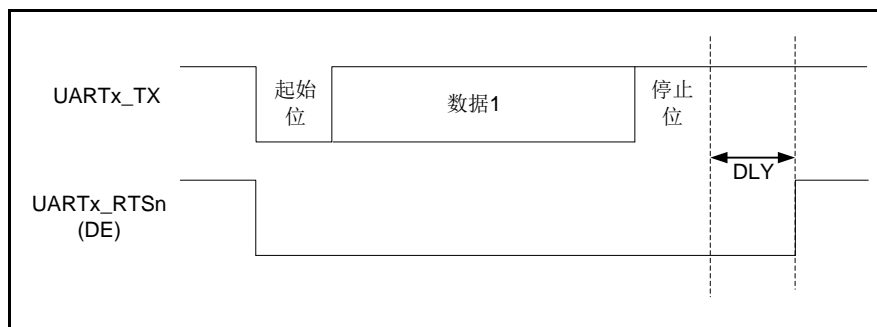 UARTx_TX
起始
位
数据1
停止
位
DLY
UARTx_RTSn
(DE)